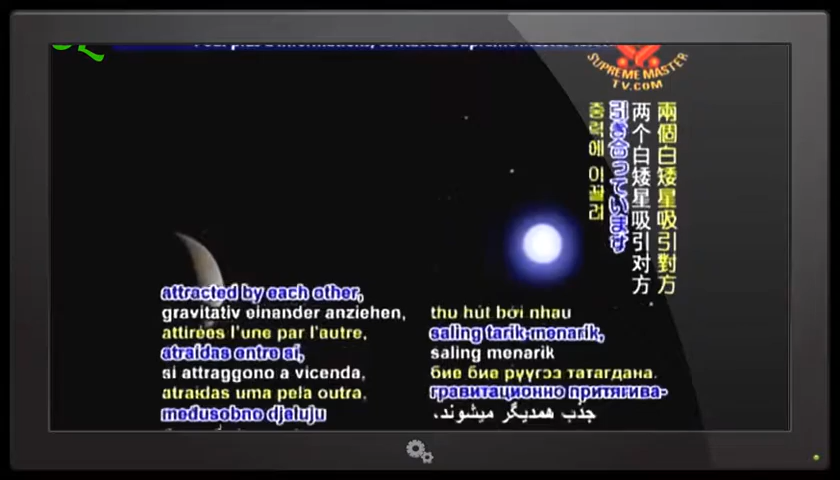 SUPREME MASTER
TV.COM
兩個白矮星吸引對方
两个白矮星吸引对方
引き合っています
중력에 이끌려
attracted by each other,
gravitativ einander anziehen,
attirées l'une par l'autre,
atraídas entre sí,
si attraggono a vicenda,
atraídas uma pela outra,
međusobno djeluju
thu hút bởi nhau
saling tarik-menarik,
saling menarik
бие бие рүүгээ татагдана.
гравитационно притягива-
جذب همدیگر میشوند،